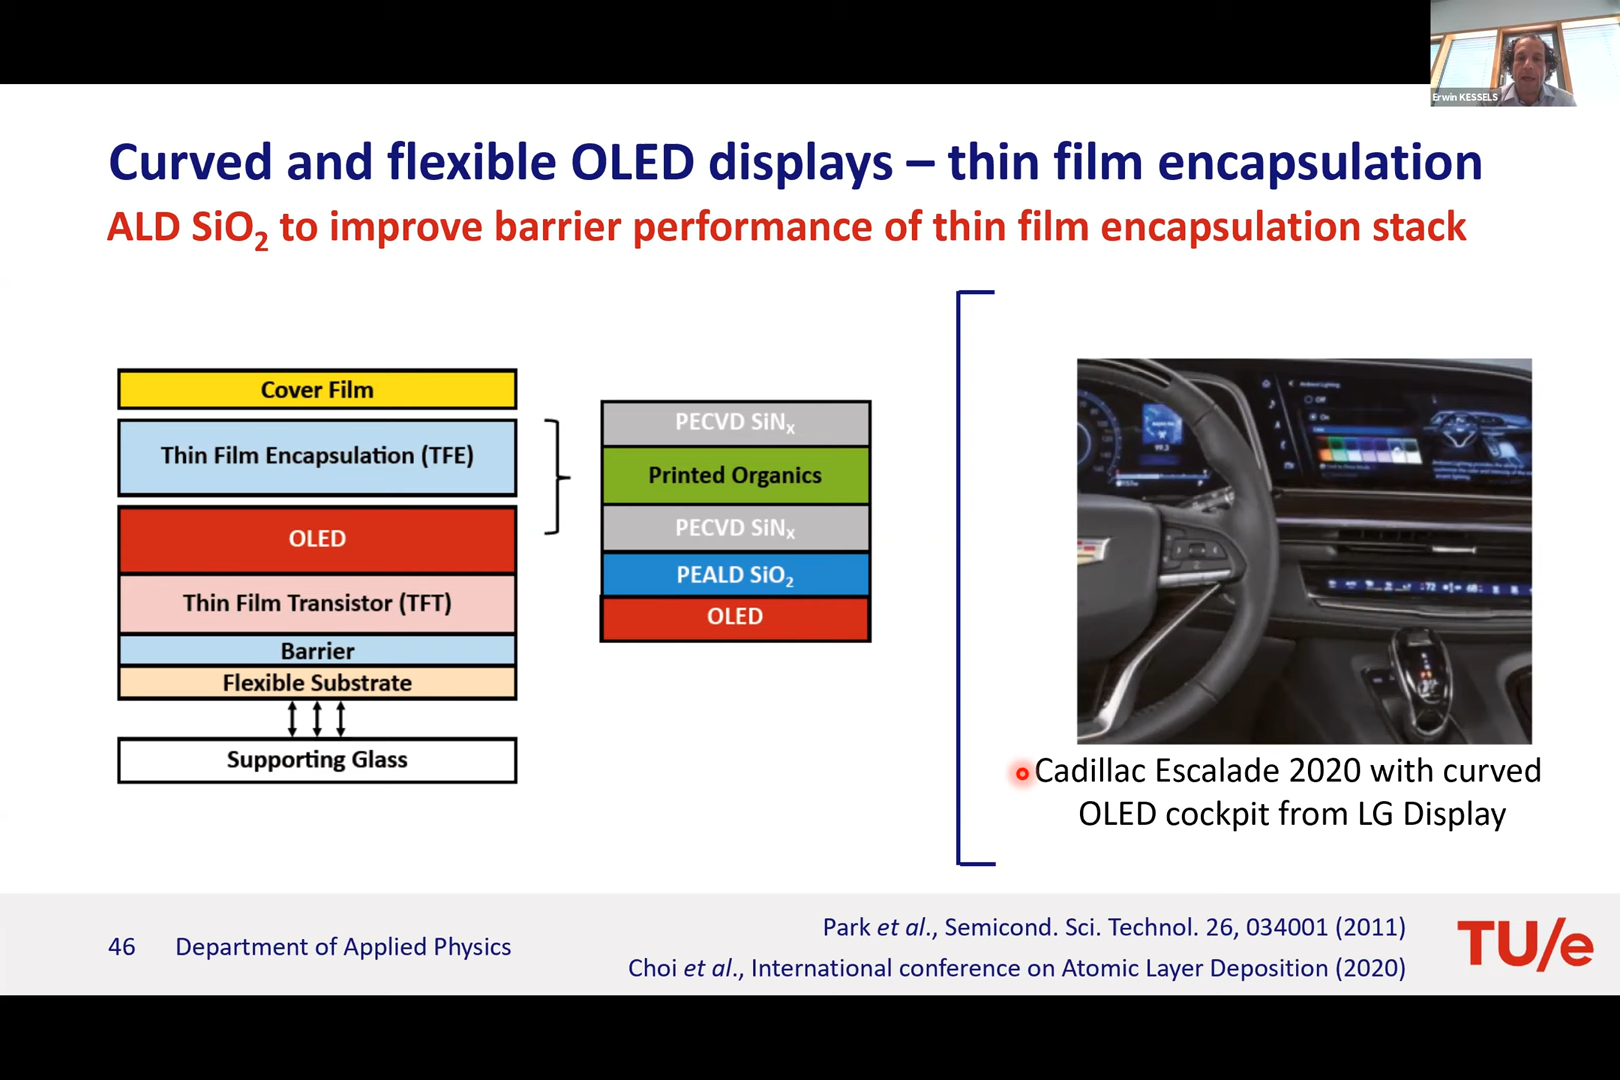 Erwin KESSELS
Curved and flexible OLED displays – thin film encapsulation
ALD SiO₂ to improve barrier performance of thin film encapsulation stack
Cover Film
Thin Film Encapsulation (TFE)
OLED
Thin Film Transistor (TFT)
Barrier
Flexible Substrate
Supporting Glass
PECVD SiNₓ
Printed Organics
PECVD SiNₓ
PEALD SiO₂
OLED
Ambient Lighting
Off
On
Cadillac Escalade 2020 with curved
OLED cockpit from LG Display
46 Department of Applied Physics
Park et al., Semicond. Sci. Technol. 26, 034001 (2011)
Choi et al., International conference on Atomic Layer Deposition (2020)
TU/e